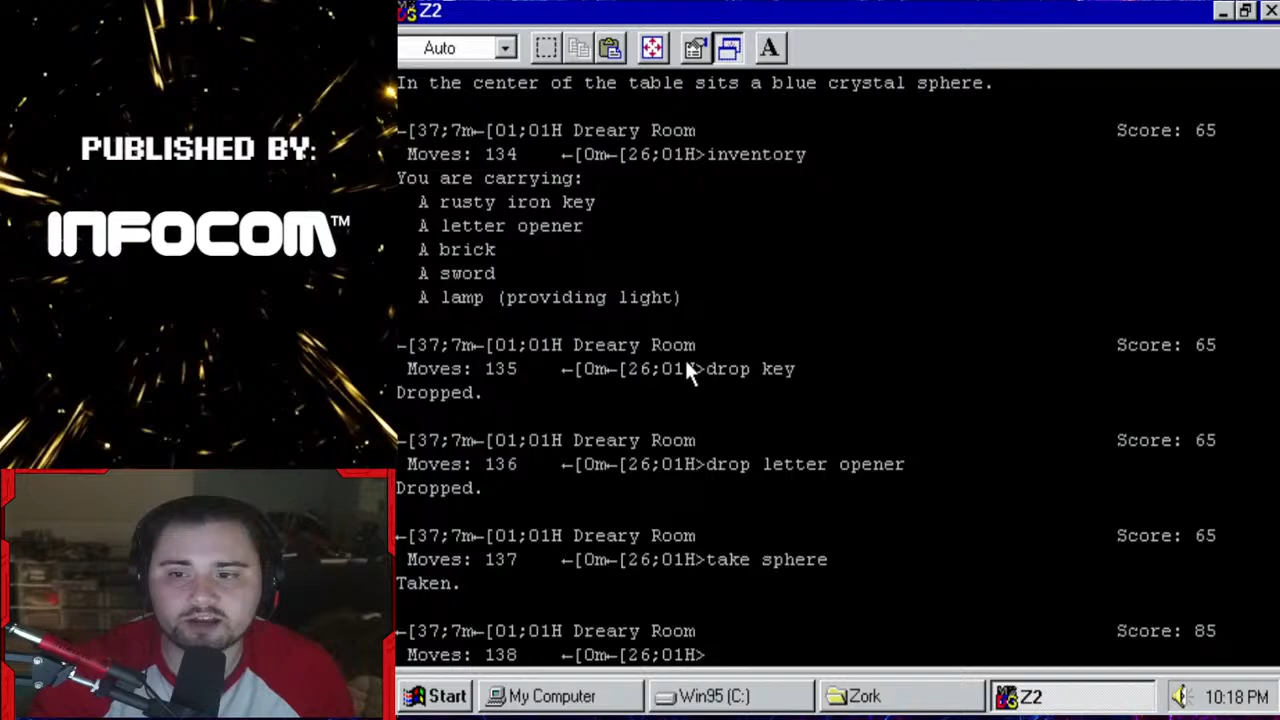 PUBLISHED BY:
INFOCOM™
Z2
Auto
A
In the center of the table sits a blue crystal sphere.
←[37;7m←[01;01H Dreary Room Score: 65
Moves: 134 ←[0m←[26;01H>inventory
You are carrying:
A rusty iron key
A letter opener
A brick
A sword
A lamp (providing light)
←[37;7m←[01;01H Dreary Room Score: 65
Moves: 135 ←[0m←[26;01H>drop key
Dropped.
←[37;7m←[01;01H Dreary Room Score: 65
Moves: 136 ←[0m←[26;01H>drop letter opener
Dropped.
←[37;7m←[01;01H Dreary Room Score: 65
Moves: 137 ←[0m←[26;01H>take sphere
Taken.
←[37;7m←[01;01H Dreary Room Score: 85
Moves: 138 ←[0m←[26;01H>
Start My Computer Win95 (C:) Zork Z2 10:18 PM